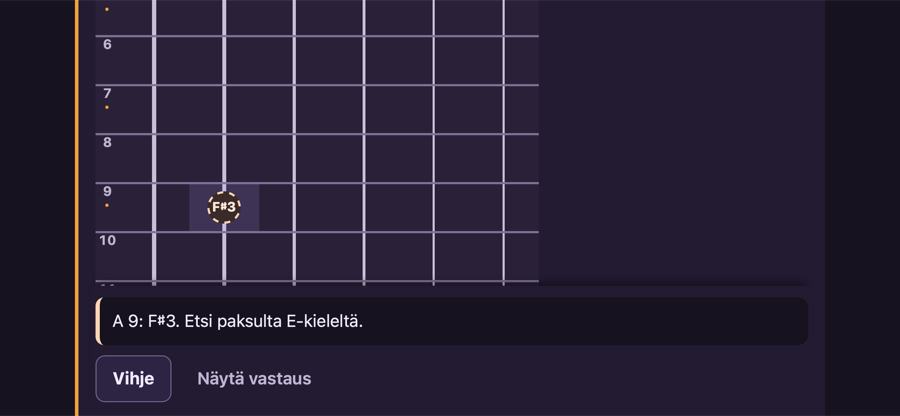 6
7
8
9
F♯3
10
A 9: F♯3. Etsi paksulta E-kieleltä.
Vihje
Näytä vastaus